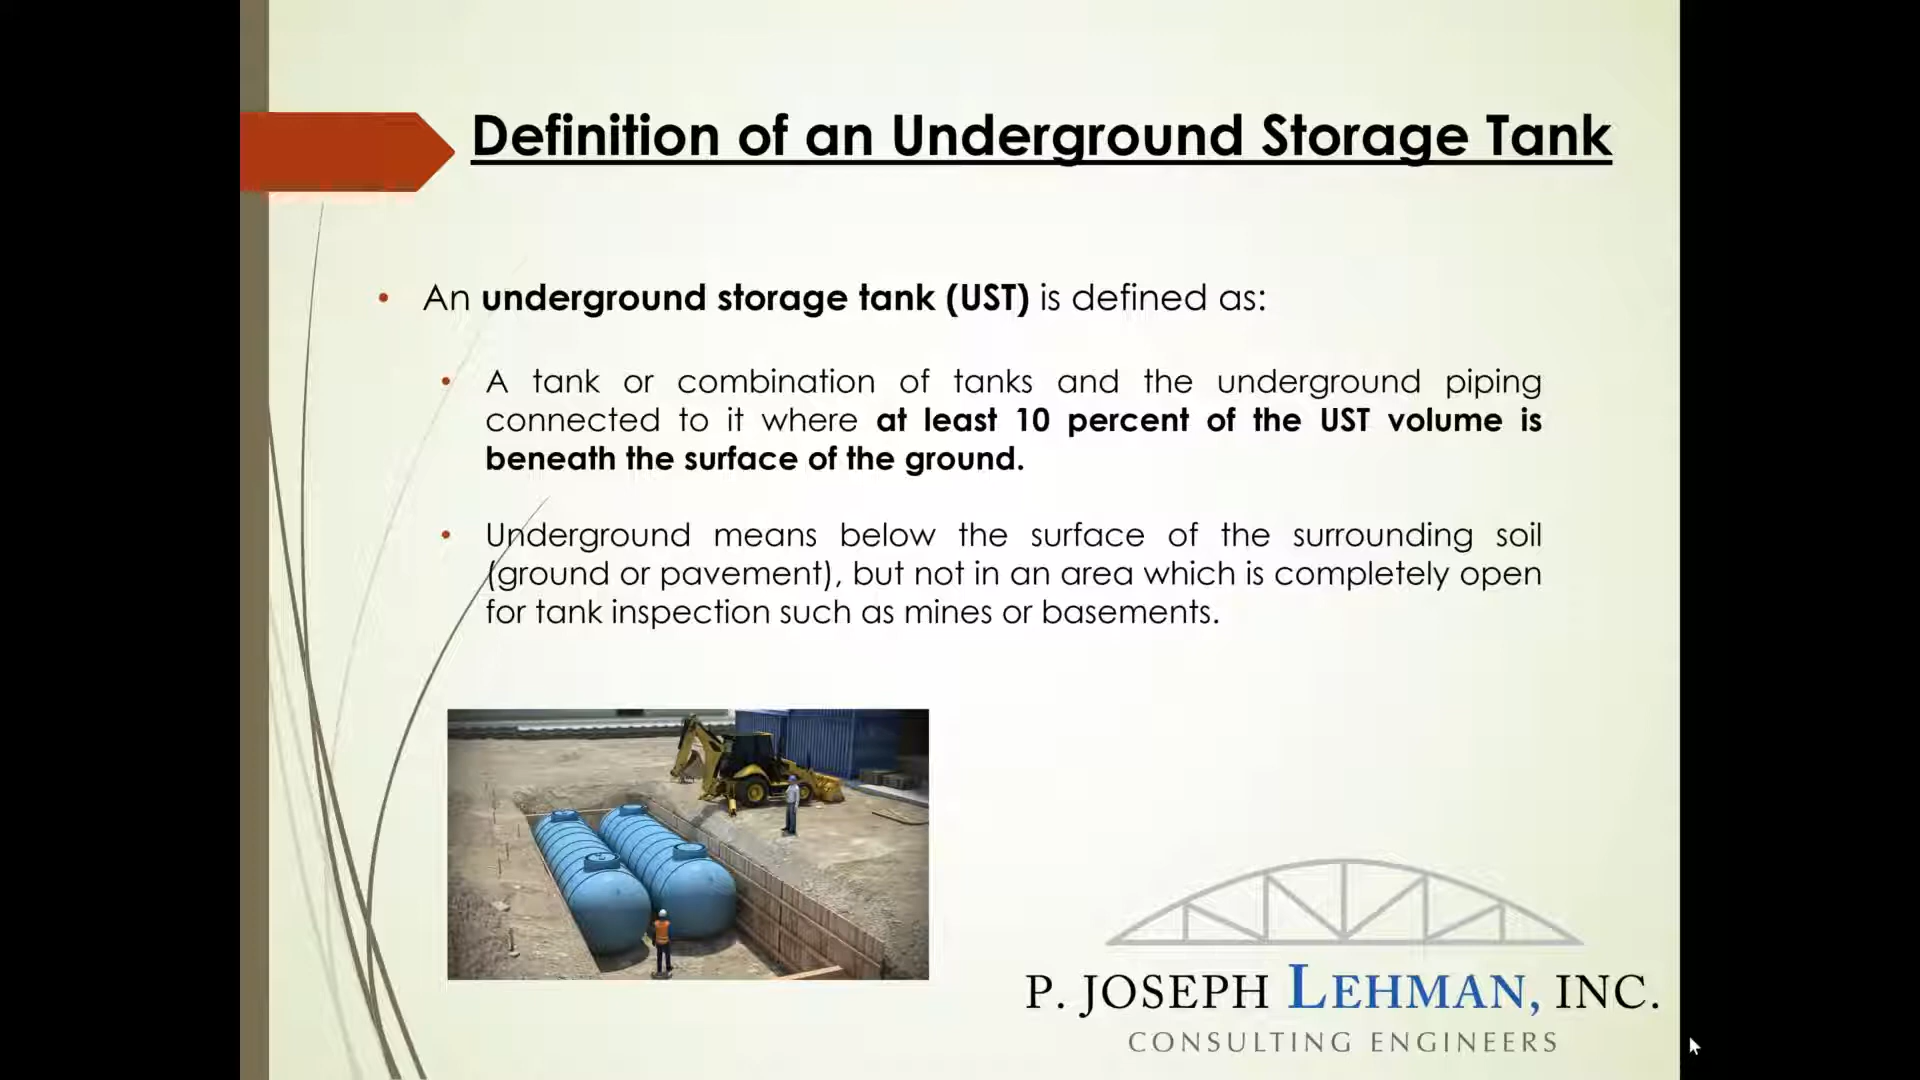 Definition of an Underground Storage Tank
• An underground storage tank (UST) is defined as:
• A tank or combination of tanks and the underground piping
connected to it where at least 10 percent of the UST volume is
beneath the surface of the ground.
• Underground means below the surface of the surrounding soil
(ground or pavement), but not in an area which is completely open
for tank inspection such as mines or basements.
P. JOSEPH LEHMAN, INC.
CONSULTING ENGINEERS